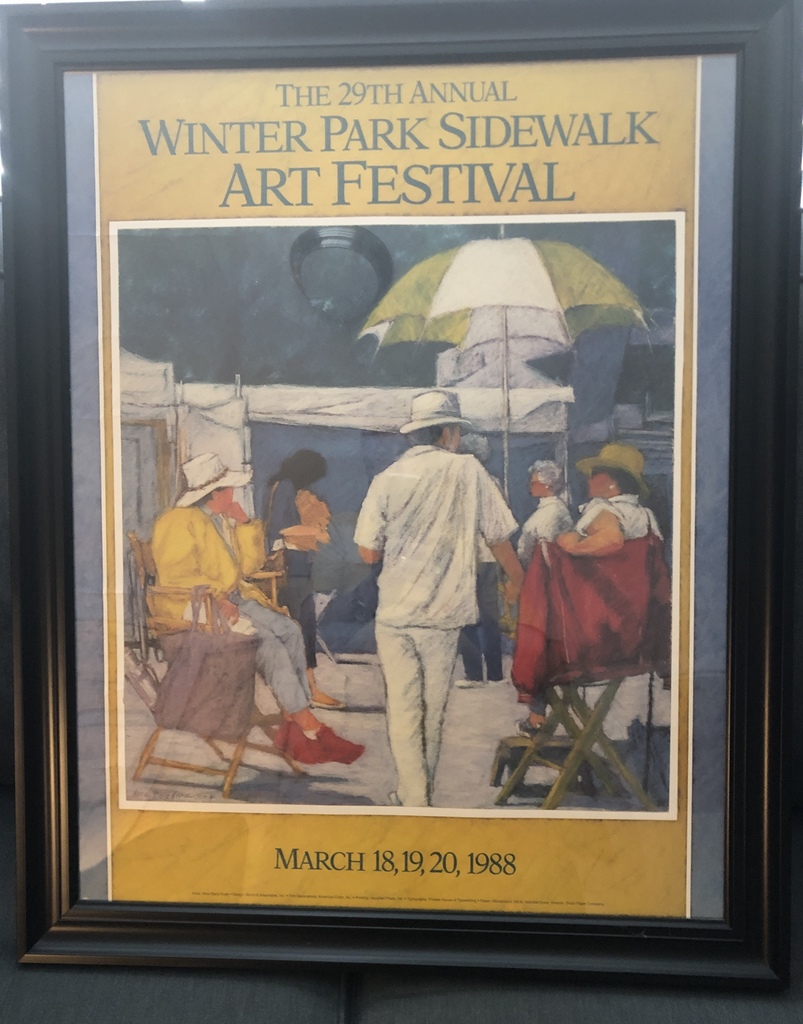 THE 29TH ANNUAL
WINTER PARK SIDEWALK
ART FESTIVAL
MARCH 18, 19, 20, 1988